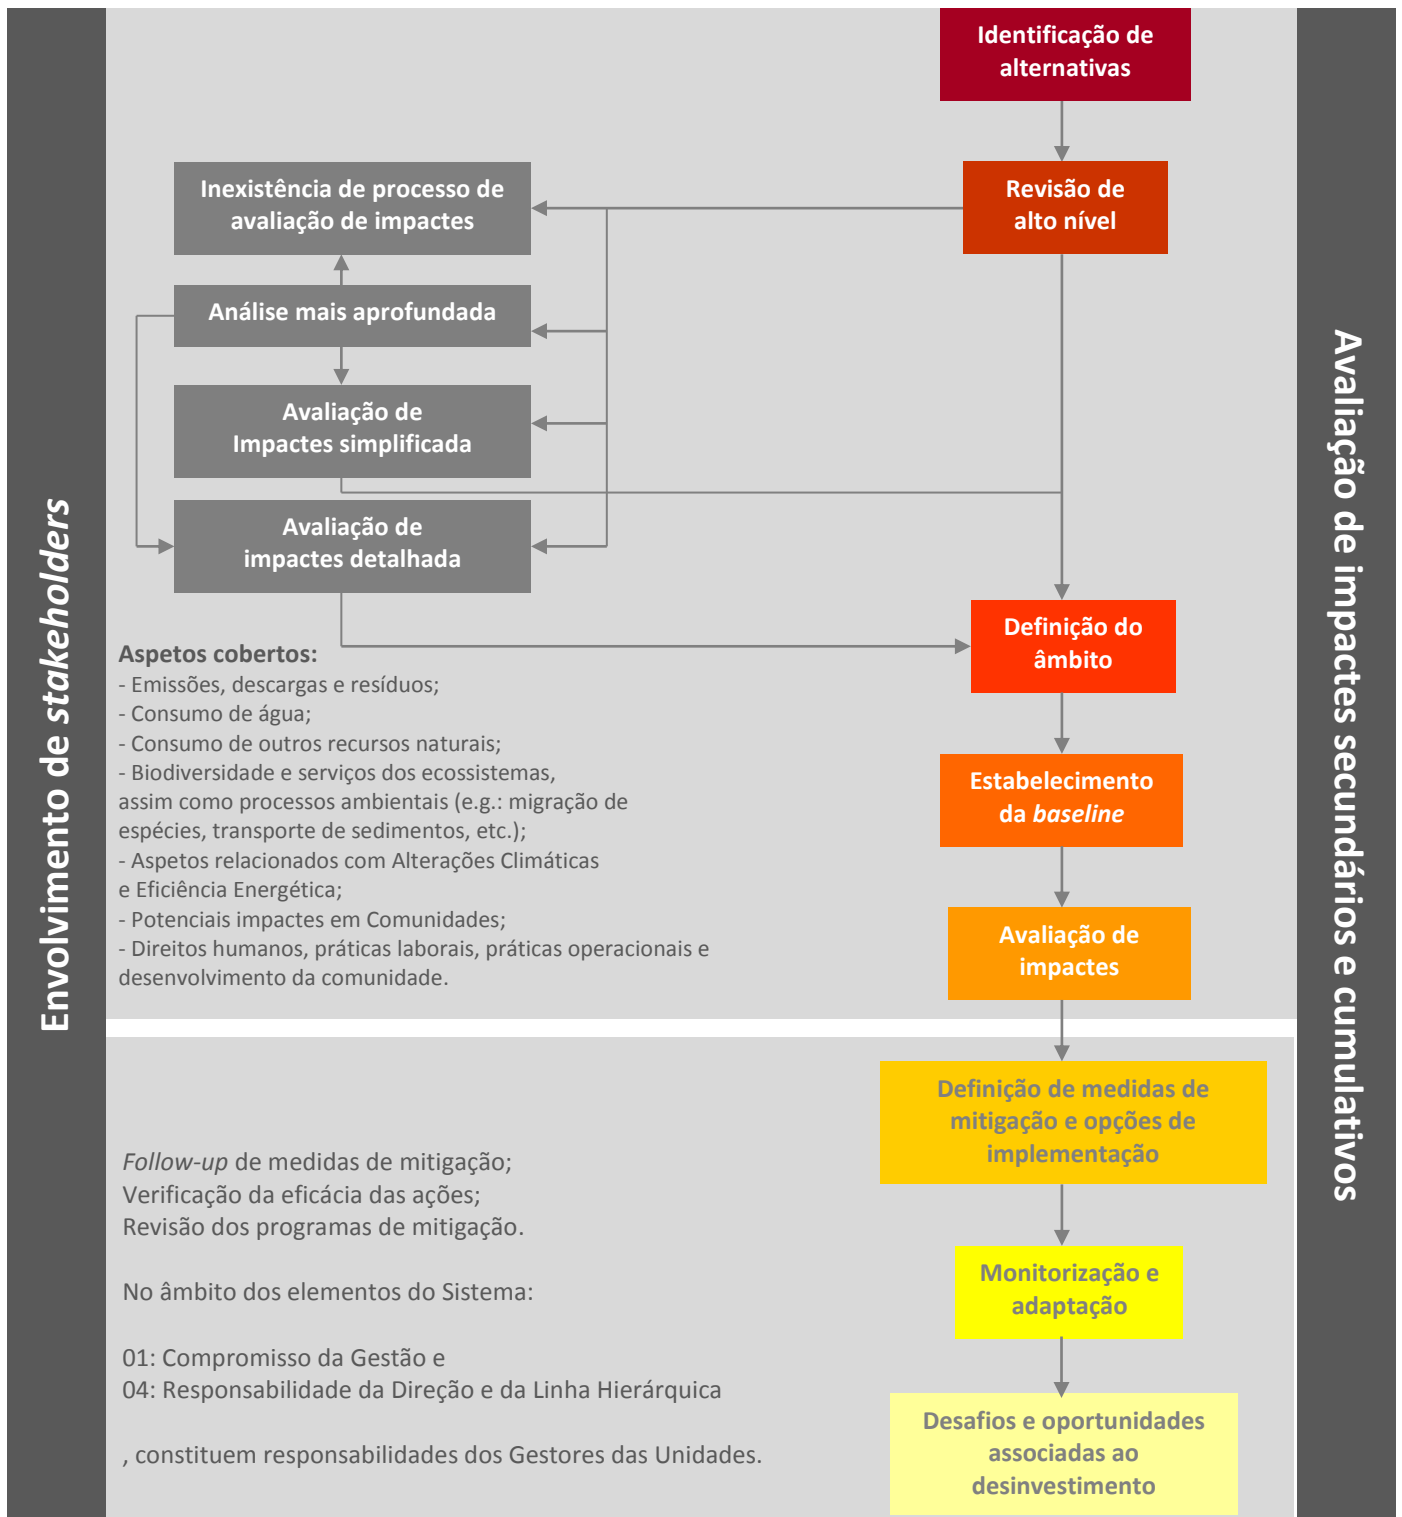 Envolvimento de stakeholders
Identificação de
alternativas
Revisão de
alto nível
Inexistência de processo de
avaliação de impactes
Análise mais aprofundada
Avaliação de
Impactes simplificada
Avaliação de
impactes detalhada
Definição do
âmbito
Aspetos cobertos:
- Emissões, descargas e resíduos;
- Consumo de água;
- Consumo de outros recursos naturais;
- Biodiversidade e serviços dos ecossistemas,
assim como processos ambientais (e.g.: migração de
espécies, transporte de sedimentos, etc.);
- Aspetos relacionados com Alterações Climáticas
e Eficiência Energética;
- Potenciais impactes em Comunidades;
- Direitos humanos, práticas laborais, práticas operacionais e
desenvolvimento da comunidade.
Estabelecimento
da baseline
Avaliação de
impactes
Definição de medidas de
mitigação e opções de
implementação
Follow-up de medidas de mitigação;
Verificação da eficácia das ações;
Revisão dos programas de mitigação.
No âmbito dos elementos do Sistema:
01: Compromisso da Gestão e
04: Responsabilidade da Direção e da Linha Hierárquica
, constituem responsabilidades dos Gestores das Unidades.
Monitorização e
adaptação
Desafios e oportunidades
associadas ao
desinvestimento
Avaliação de impactes secundários e cumulativos